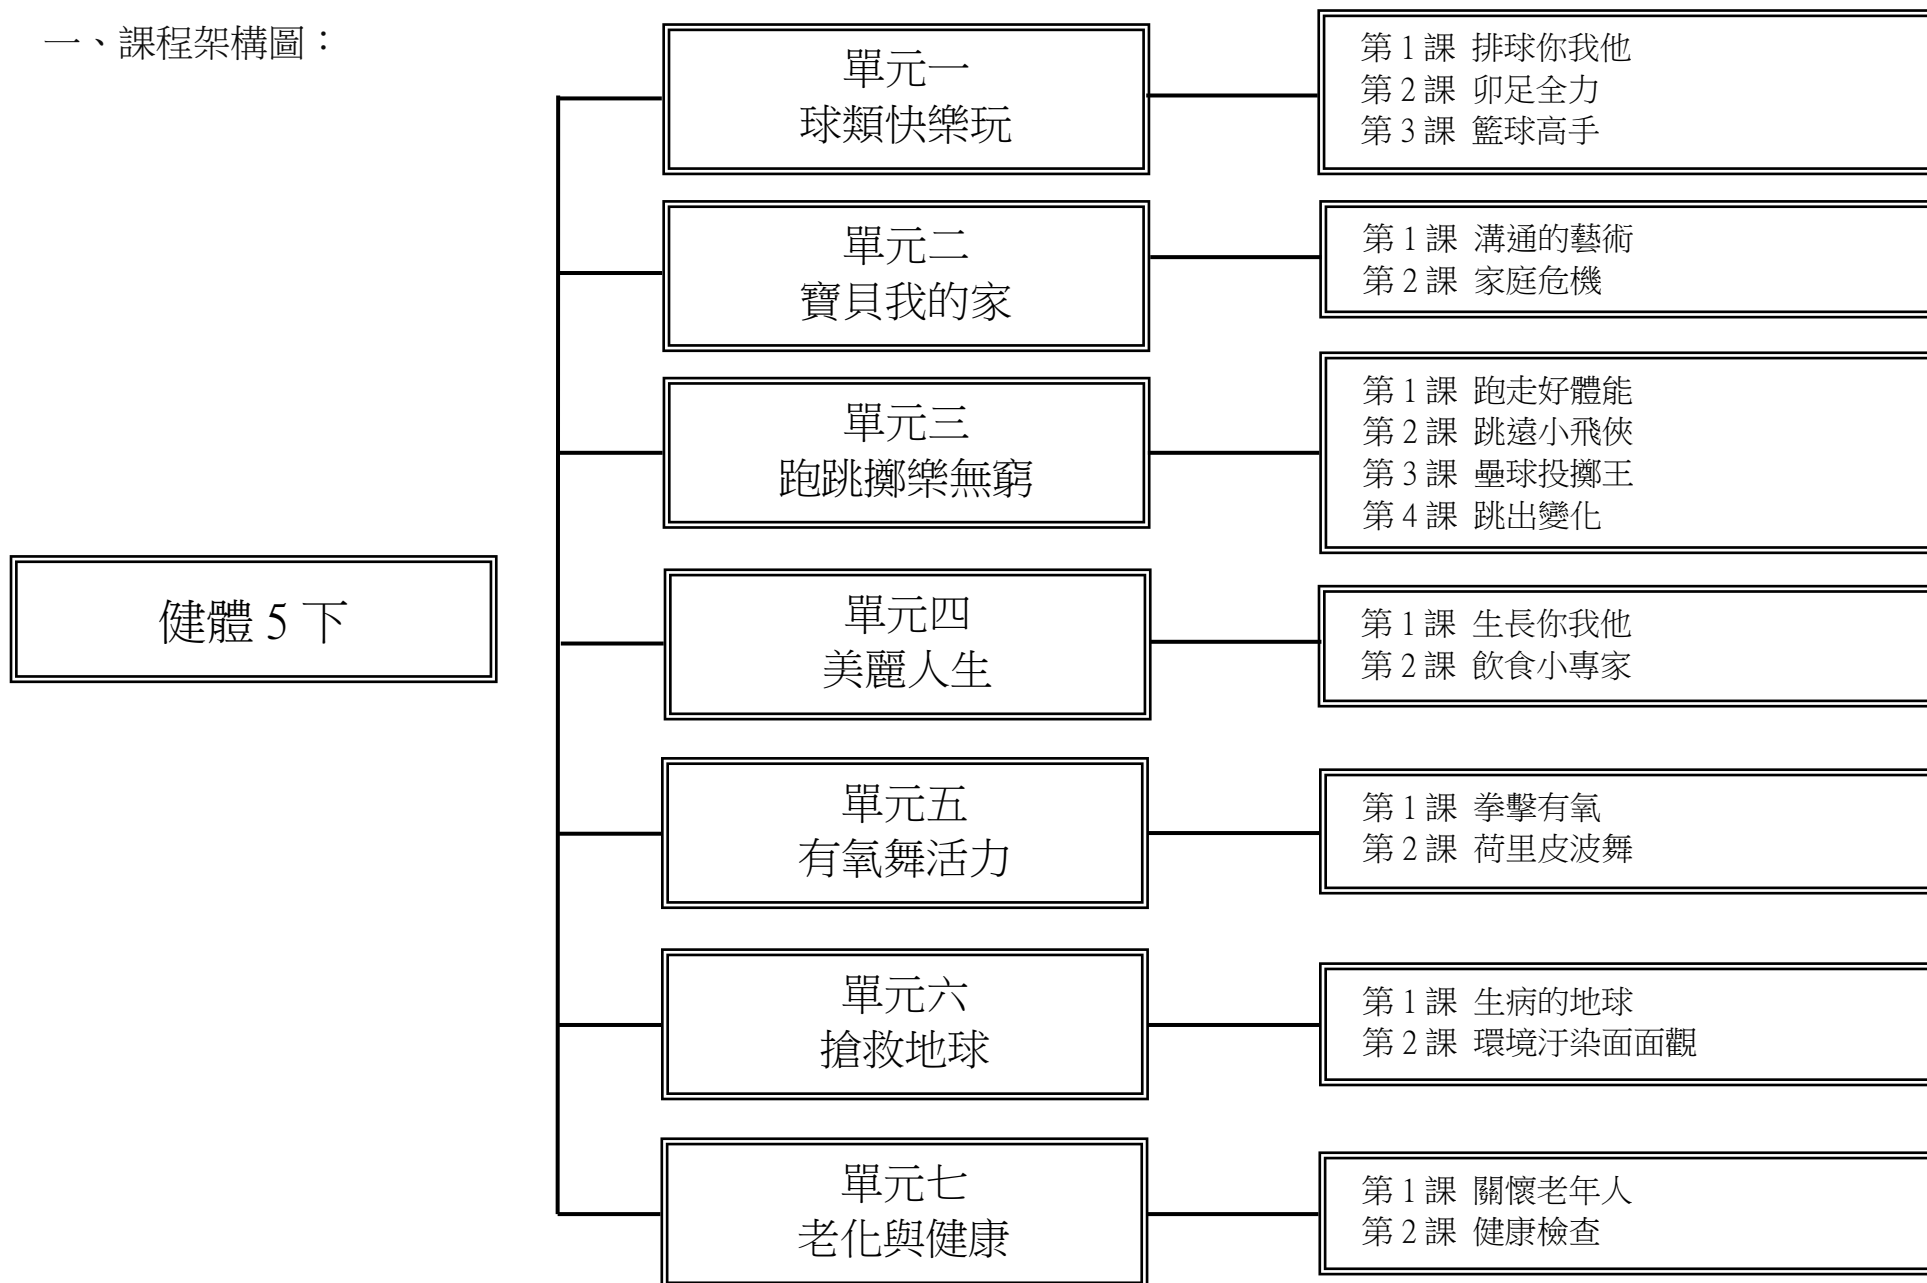 一、課程架構圖：
健體 5 下
單元一
球類快樂玩
第 1 課 排球你我他
第 2 課 卯足全力
第 3 課 籃球高手
單元二
寶貝我的家
第 1 課 溝通的藝術
第 2 課 家庭危機
單元三
跑跳擲樂無窮
第 1 課 跑走好體能
第 2 課 跳遠小飛俠
第 3 課 壘球投擲王
第 4 課 跳出變化
單元四
美麗人生
第 1 課 生長你我他
第 2 課 飲食小專家
單元五
有氧舞活力
第 1 課 拳擊有氧
第 2 課 荷里皮波舞
單元六
搶救地球
第 1 課 生病的地球
第 2 課 環境汙染面面觀
單元七
老化與健康
第 1 課 關懷老年人
第 2 課 健康檢查